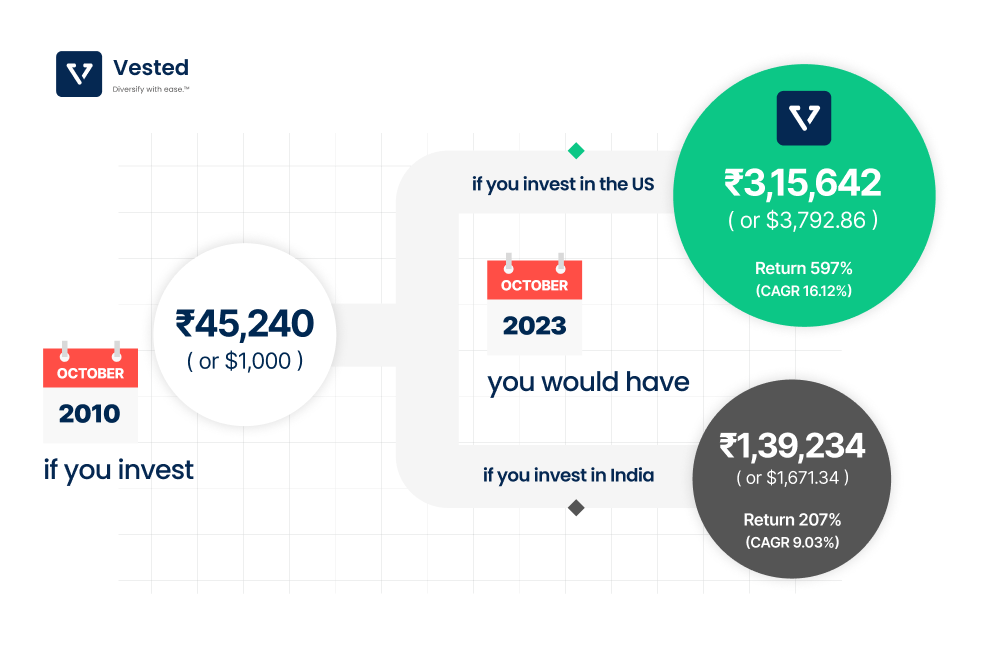 Vested
Diversify with ease.™
OCTOBER
2010
if you invest
₹45,240
( or $1,000 )
if you invest in the US
OCTOBER
2023
you would have
if you invest in India
₹3,15,642
( or $3,792.86 )
Return 597%
(CAGR 16.12%)
₹1,39,234
( or $1,671.34 )
Return 207%
(CAGR 9.03%)